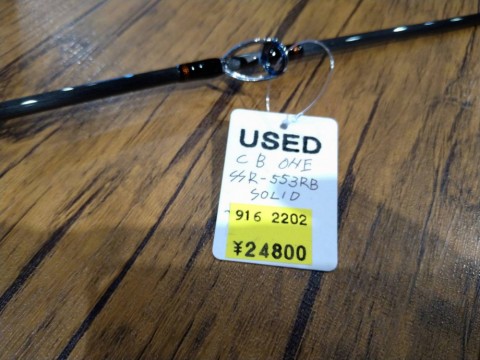 USED
CB ONE
SSR-553RB
SOLID
916 2202
¥24800